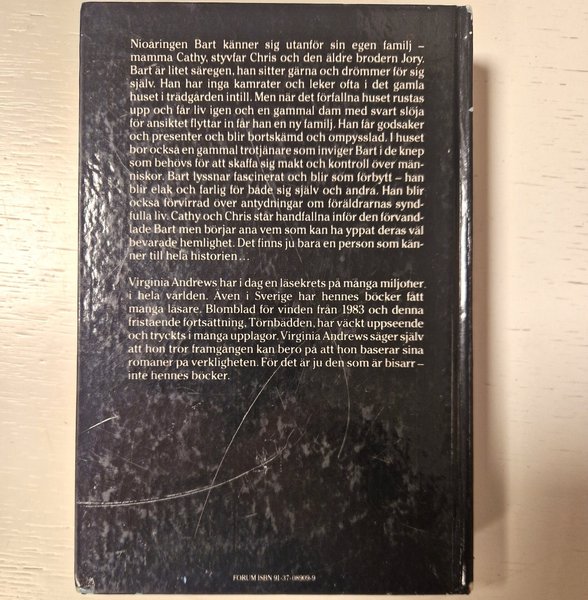 Nioåringen Bart känner sig utanför sin egen familj –
mamma Cathy, styvfar Chris och den äldre brodern Jory.
Bart är litet säregen, han sitter gärna och drömmer för sig
själv. Han har inga kamrater och leker ofta i det gamla
huset i trädgården intill. Men när det förfallna huset rustas
upp och får liv igen och en gammal dam med svart slöja
för ansiktet flyttar in får han en ny familj. Han får godsaker
och presenter och blir bortskämd och ompysslad. I huset
bor också en gammal trotjänare som inviger Bart i de knep
som behövs för att skaffa sig makt och kontroll över män-
niskor. Bart lyssnar fascinerat och blir som förbytt – han
blir elak och farlig för både sig själv och andra. Han blir
också förvirrad över antydningar om föräldrarnas synd-
fulla liv. Cathy och Chris står handfallna inför den förvand-
lade Bart men börjar ana vem som kan ha yppat deras väl
bevarade hemlighet. Det finns ju bara en person som kän-
ner till hela historien...
Virginia Andrews har i dag en läsekrets på många miljoner
i hela världen. Även i Sverige har hennes böcker fått
många läsare. Blomblad för vinden från 1983 och denna
fristående fortsättning, Törnbädden, har väckt uppseende
och tryckts i många upplagor. Virginia Andrews säger själv
att hon tror framgången kan bero på att hon baserar sina
romaner på verkligheten. För det är ju den som är bisarr –
inte hennes böcker.
FORUM ISBN 91-37-08909-9